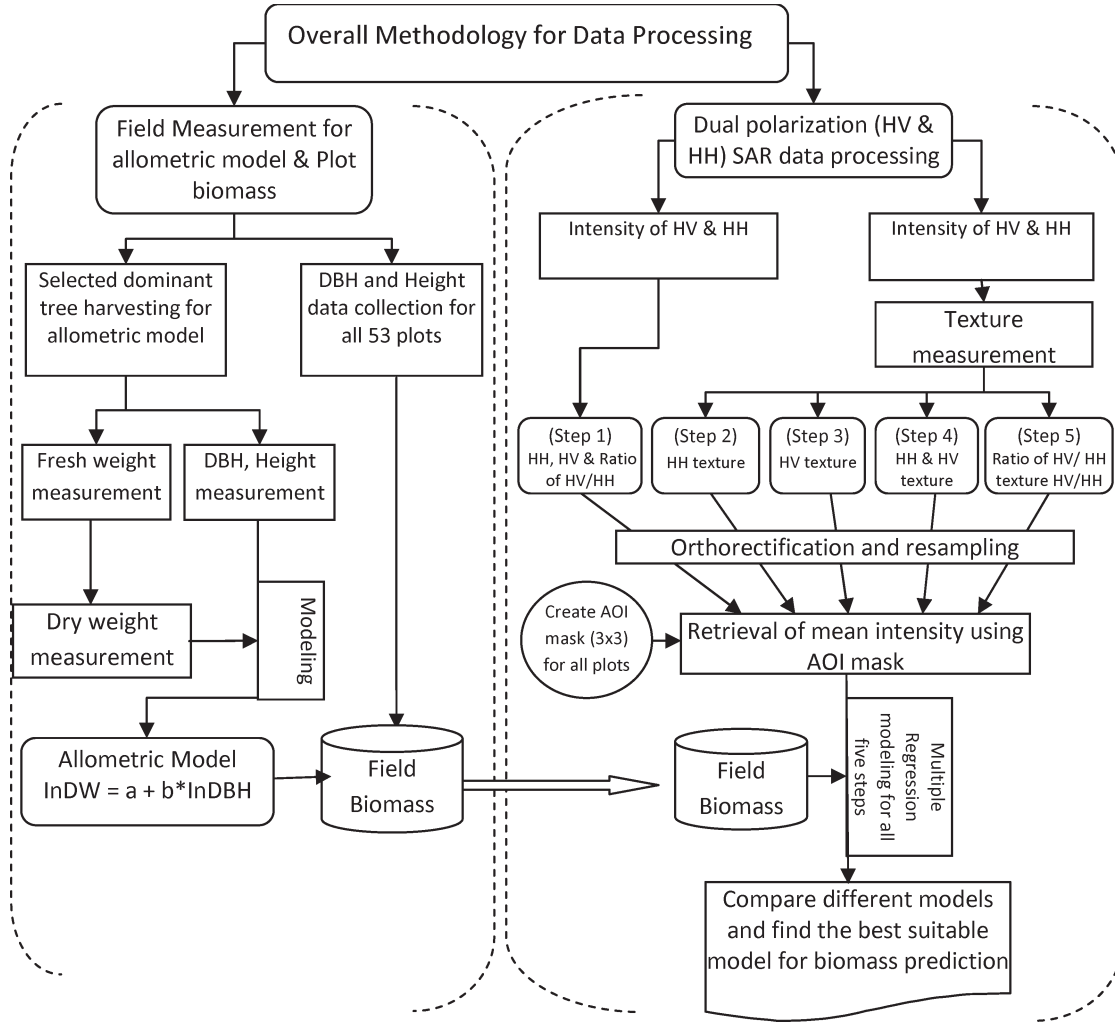 Overall Methodology for Data Processing
Field Measurement for
allometric model & Plot
biomass
Selected dominant
tree harvesting for
allometric model
DBH and Height
data collection for
all 53 plots
Fresh weight
measurement
DBH, Height
measurement
Dry weight
measurement
Modeling
Allometric Model
InDW = a + b*InDBH
Field
Biomass
Dual polarization (HV &
HH) SAR data processing
Intensity of HV & HH
Intensity of HV & HH
Texture
measurement
(Step 1)
HH, HV & Ratio
of HV/HH
(Step 2)
HH texture
(Step 3)
HV texture
(Step 4)
HH & HV
texture
(Step 5)
Ratio of HV/ HH
texture HV/HH
Orthorectification and resampling
Create AOI
mask (3x3)
for all plots
Retrieval of mean intensity using
AOI mask
Field
Biomass
Multiple
Regression
modeling for all
five steps
Compare different models
and find the best suitable
model for biomass prediction